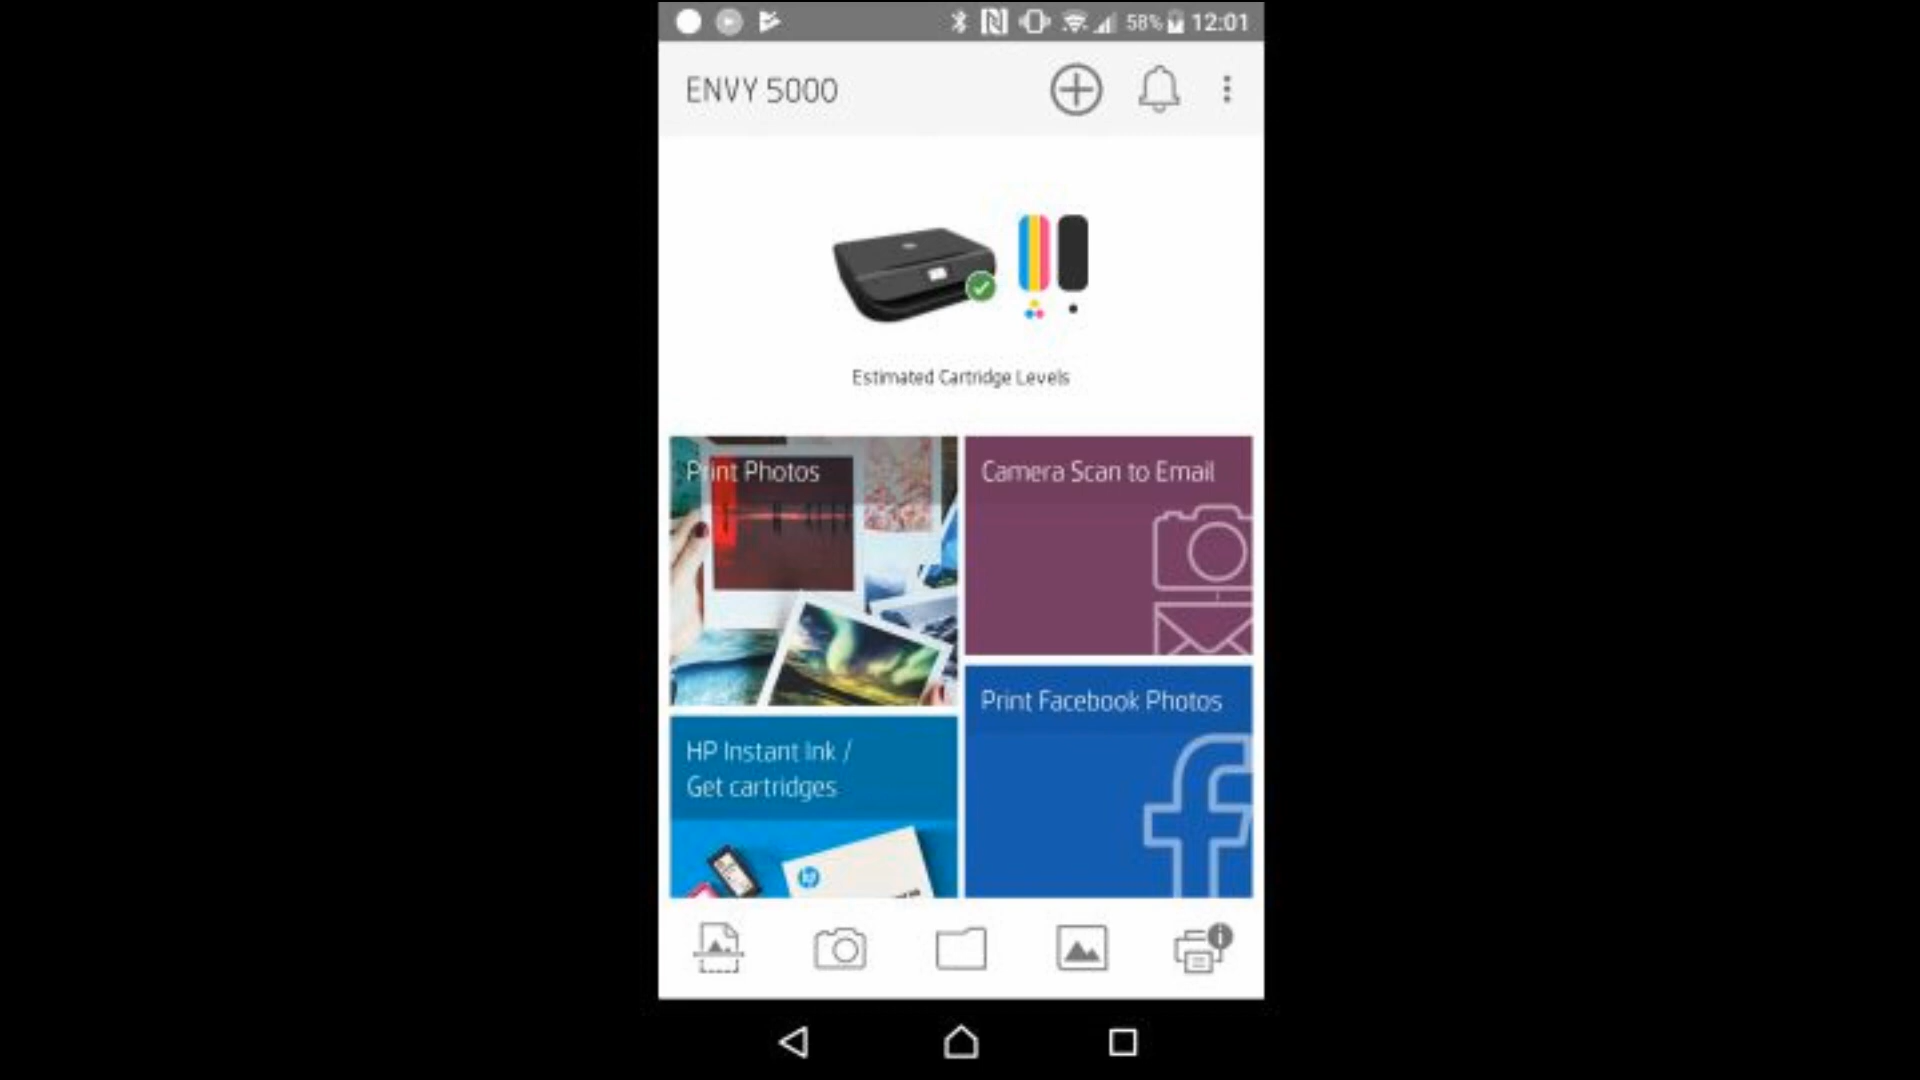 58% 12:01
ENVY 5000
Estimated Cartridge Levels
Print Photos
Camera Scan to Email
Print Facebook Photos
HP Instant Ink /
Get cartridges
hp